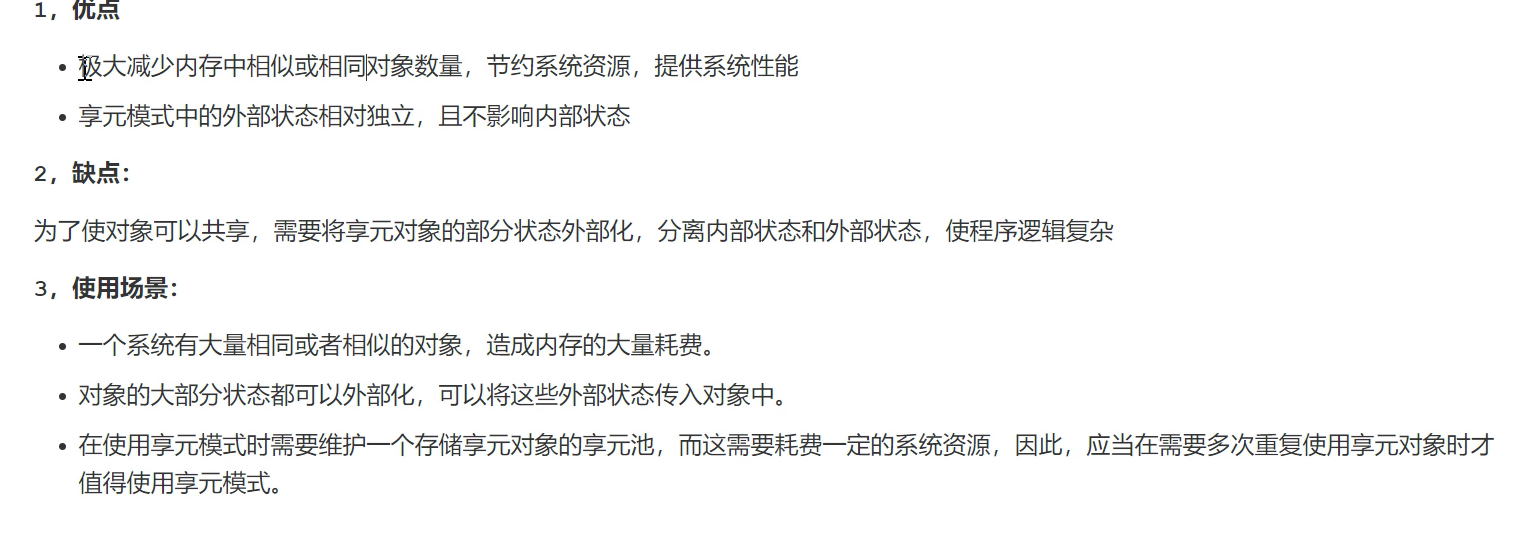 1，优点
极大减少内存中相似或相同对象数量，节约系统资源，提供系统性能
享元模式中的外部状态相对独立，且不影响内部状态
2，缺点：
为了使对象可以共享，需要将享元对象的部分状态外部化，分离内部状态和外部状态，使程序逻辑复杂
3，使用场景：
一个系统有大量相同或者相似的对象，造成内存的大量耗费。
对象的大部分状态都可以外部化，可以将这些外部状态传入对象中。
在使用享元模式时需要维护一个存储享元对象的享元池，而这需要耗费一定的系统资源，因此，应当在需要多次重复使用享元对象时才
值得使用享元模式。